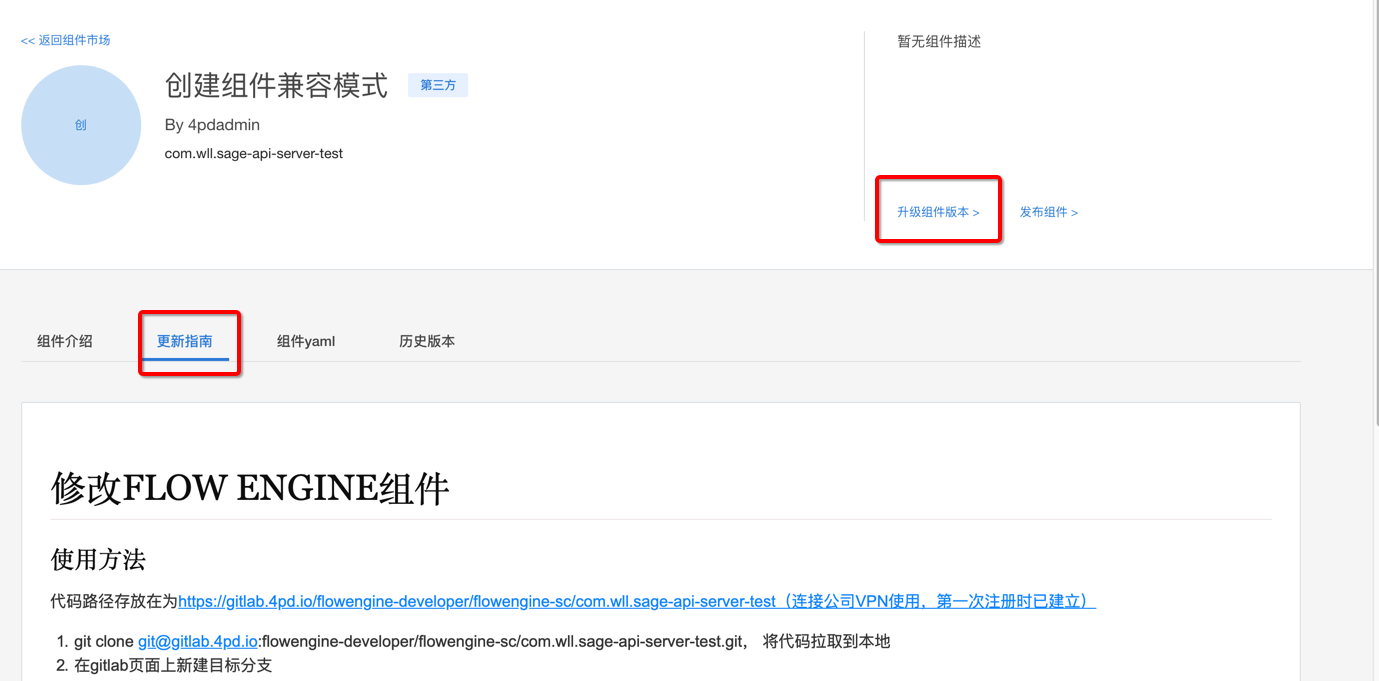 << 返回组件市场
创
创建组件兼容模式 第三方
By 4pdadmin
com.wll.sage-api-server-test
暂无组件描述
升级组件版本 > 发布组件 >
组件介绍 更新指南 组件yaml 历史版本
修改FLOW ENGINE组件
使用方法
代码路径存放在为https://gitlab.4pd.io/flowengine-developer/flowengine-sc/com.wll.sage-api-server-test（连接公司VPN使用，第一次注册时已建立）
1. git clone git@gitlab.4pd.io:flowengine-developer/flowengine-sc/com.wll.sage-api-server-test.git， 将代码拉取到本地
2. 在gitlab页面上新建目标分支